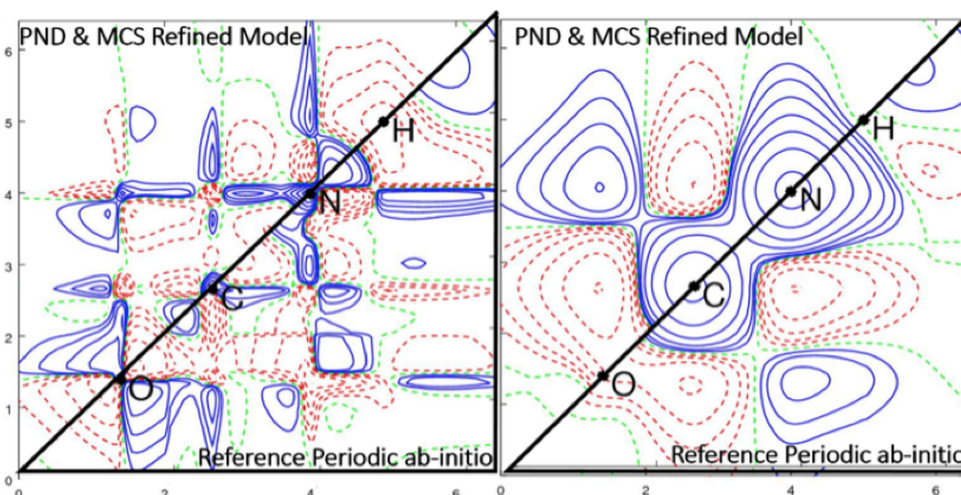 PND & MCS Refined Model
6
5
4
3
2
1
0
H
N
C
O
Reference Periodic ab-initio
0 2 4 6
PND & MCS Refined Model
H
N
C
O
Reference Periodic ab-initio
2 4 6